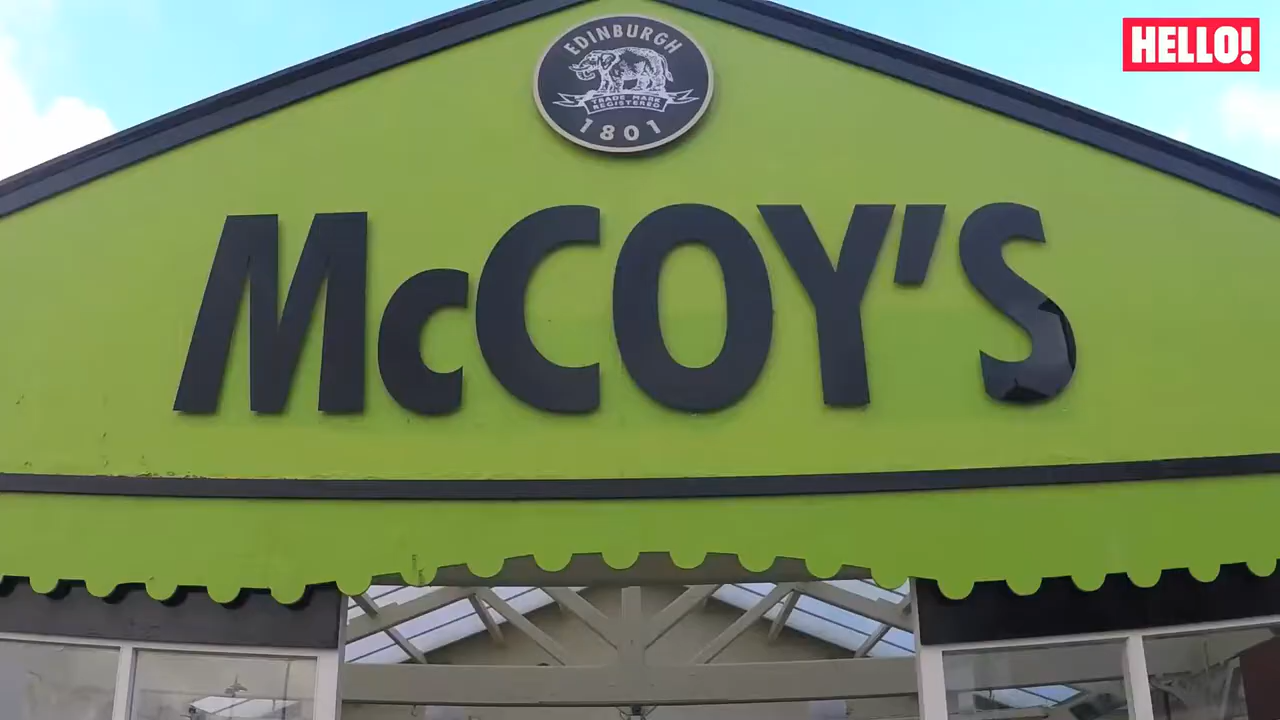 HELLO!
EDINBURGH
TRADE MARK
REGISTERED
1801
McCOY'S